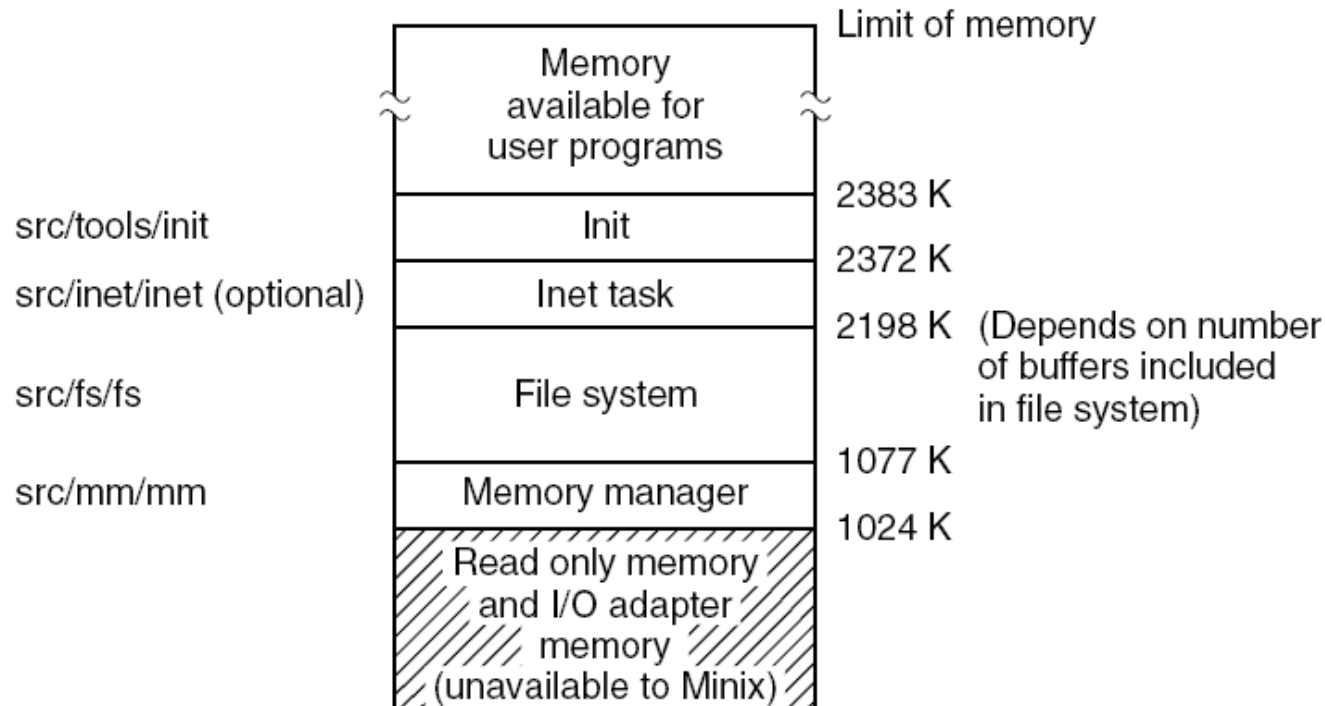 Limit of memory
Memory
available for
user programs
2383 K
src/tools/init
Init
2372 K
src/inet/inet (optional)
Inet task
2198 K (Depends on number
of buffers included
in file system)
src/fs/fs
File system
1077 K
src/mm/mm
Memory manager
1024 K
Read only memory
and I/O adapter
memory
(unavailable to Minix)